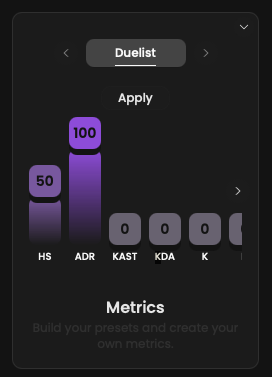 Duelist
Apply
50 100 0 0 0
HS ADR KAST KDA K
Metrics
Build your presets and create your
own metrics.